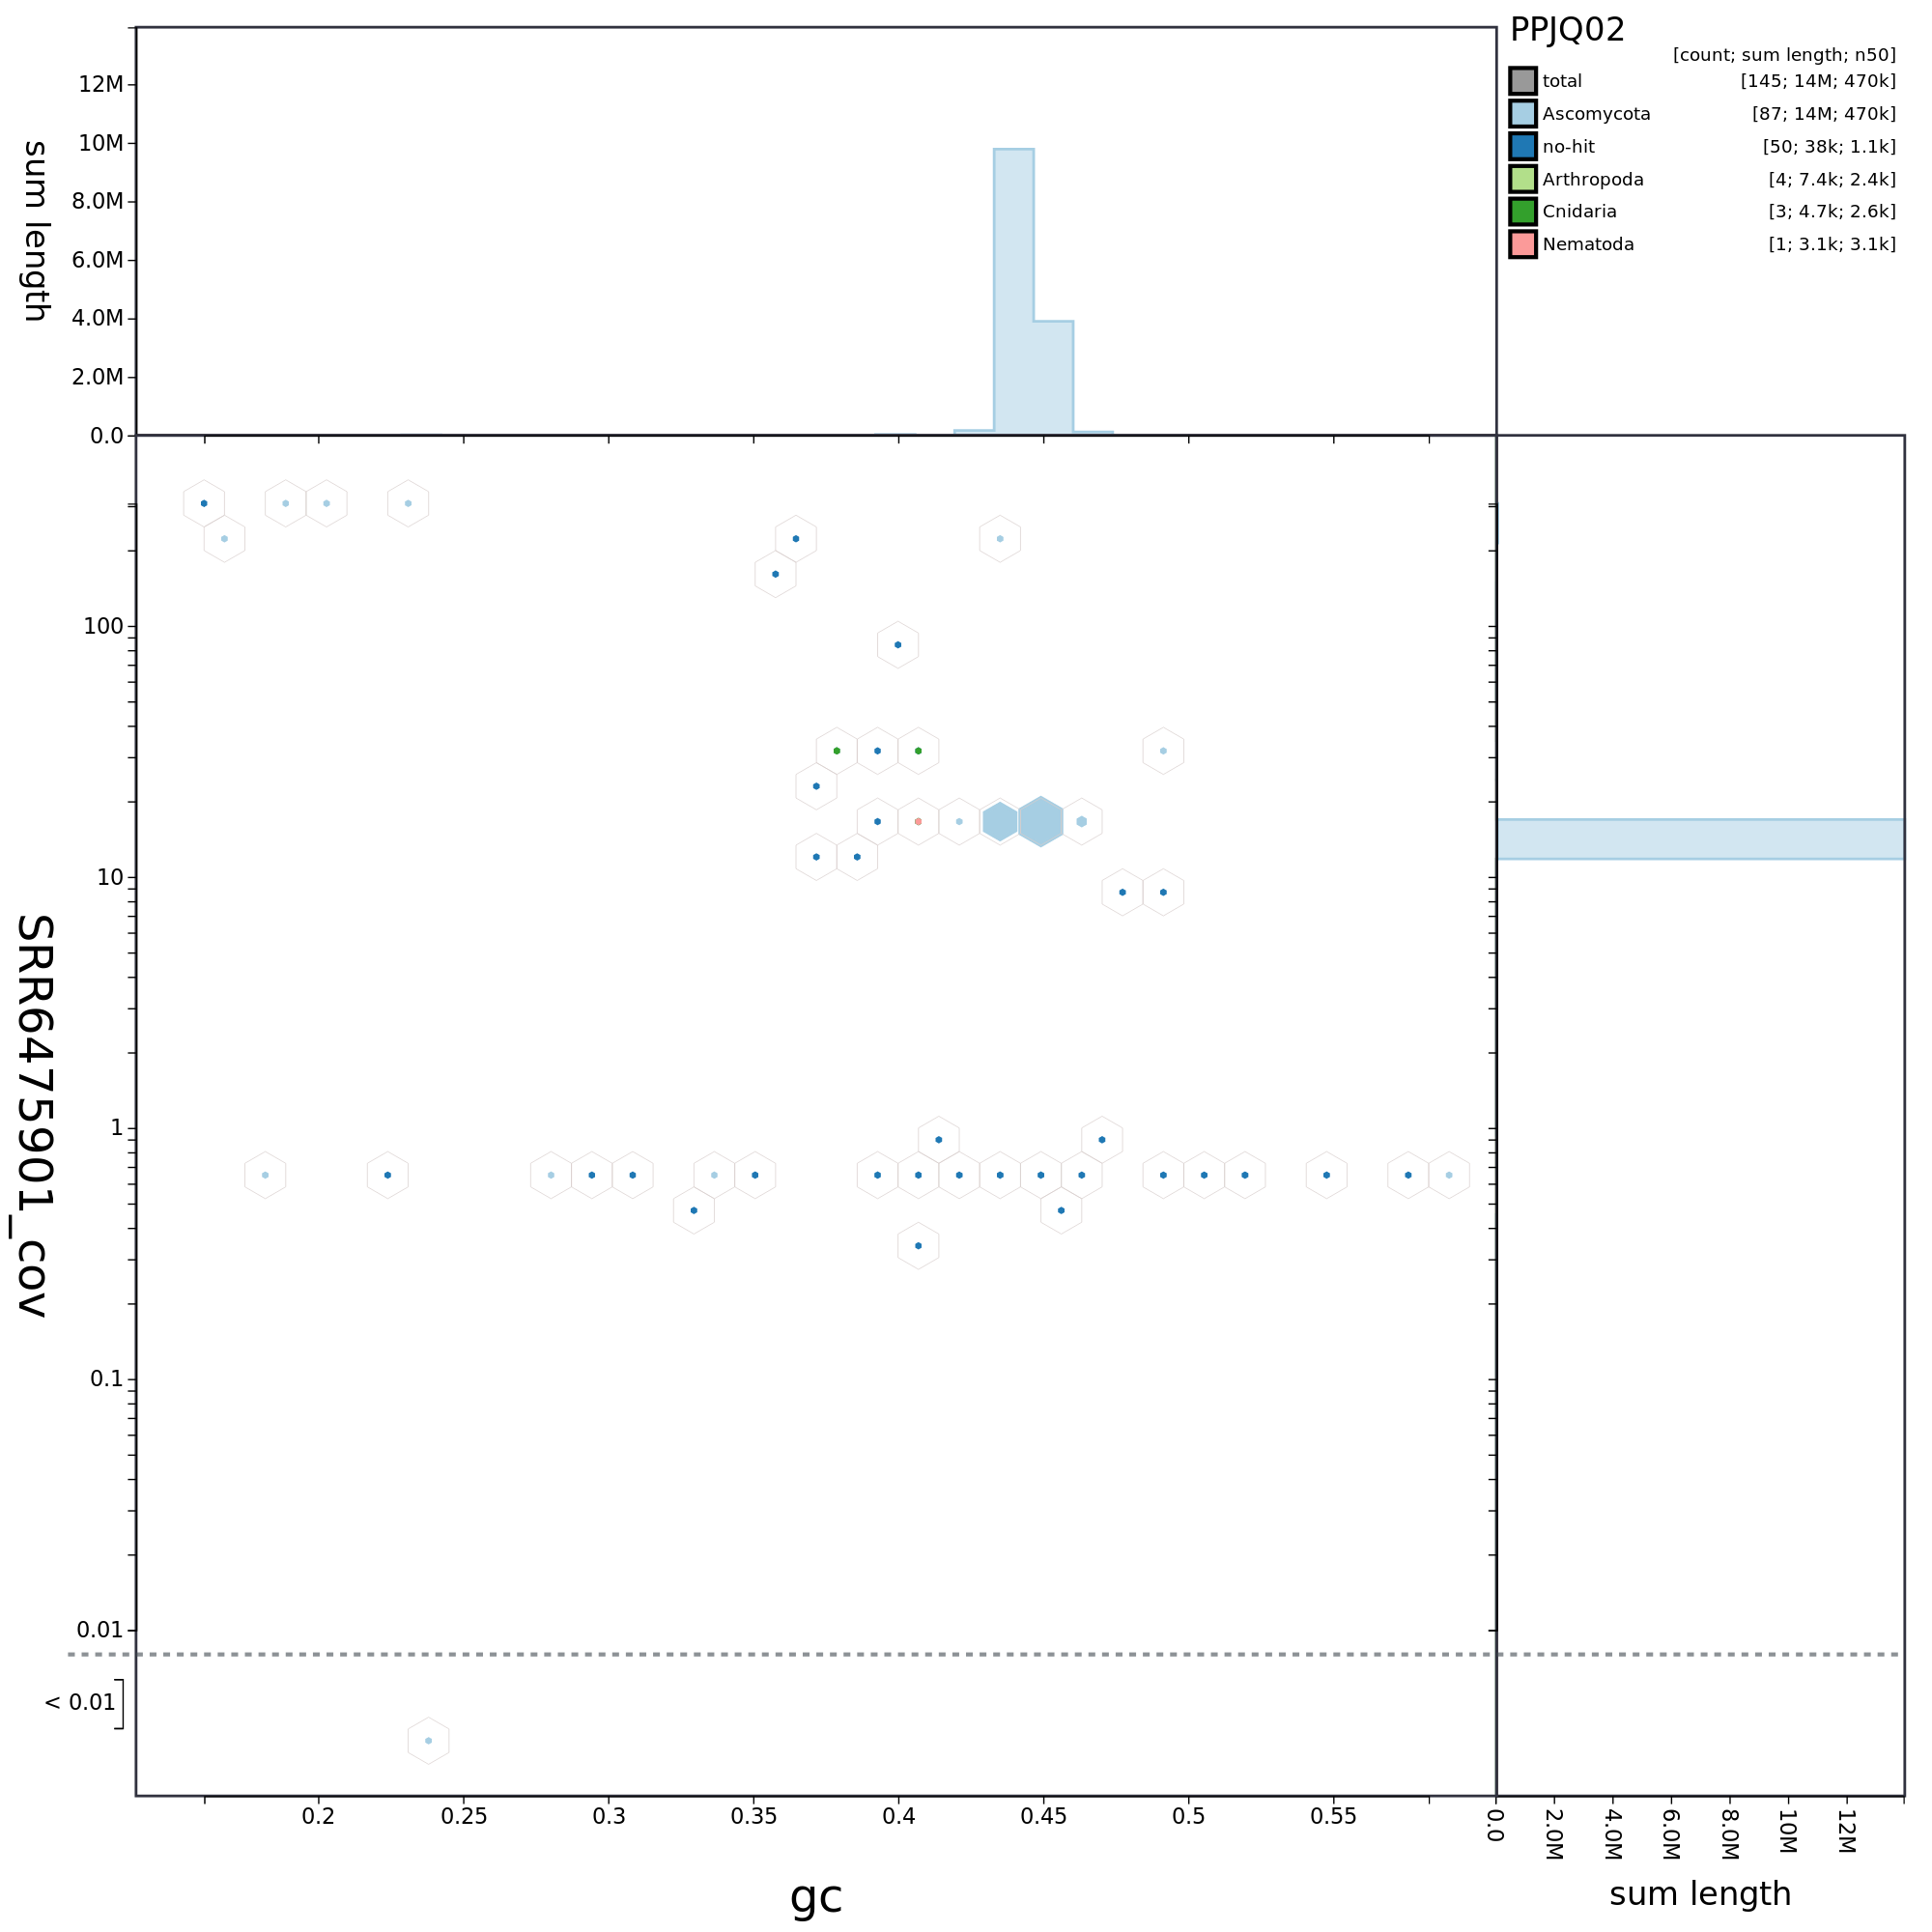 PPJQ02
[count; sum length; n50]
total [145; 14M; 470k]
Ascomycota [87; 14M; 470k]
no-hit [50; 38k; 1.1k]
Arthropoda [4; 7.4k; 2.4k]
Cnidaria [3; 4.7k; 2.6k]
Nematoda [1; 3.1k; 3.1k]
sum length
12M
10M
8.0M
6.0M
4.0M
2.0M
0.0
SRR6475901_cov
100
10
1
0.1
0.01
< 0.01
0.2 0.25 0.3 0.35 0.4 0.45 0.5 0.55
gc
0.0 2.0M 4.0M 6.0M 8.0M 10M 12M
sum length